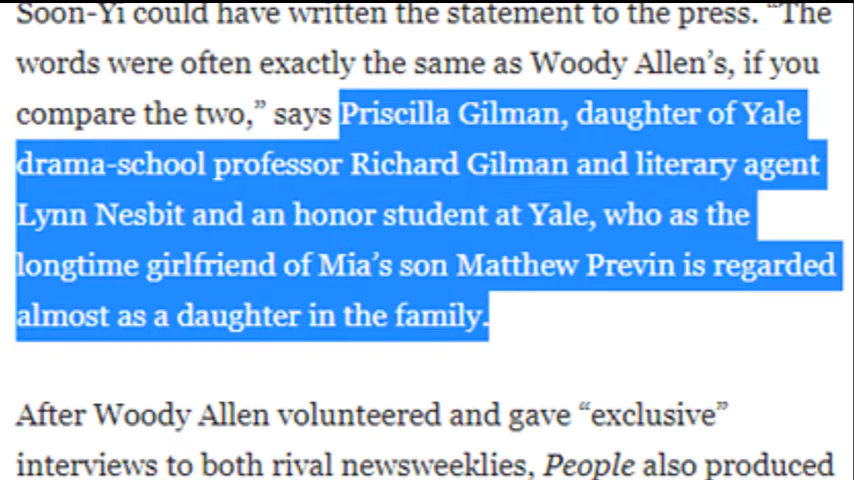 Soon-Yi could have written the statement to the press. “The
words were often exactly the same as Woody Allen’s, if you
compare the two,” says Priscilla Gilman, daughter of Yale
drama-school professor Richard Gilman and literary agent
Lynn Nesbit and an honor student at Yale, who as the
longtime girlfriend of Mia’s son Matthew Previn is regarded
almost as a daughter in the family.
After Woody Allen volunteered and gave “exclusive”
interviews to both rival newsweeklies, People also produced